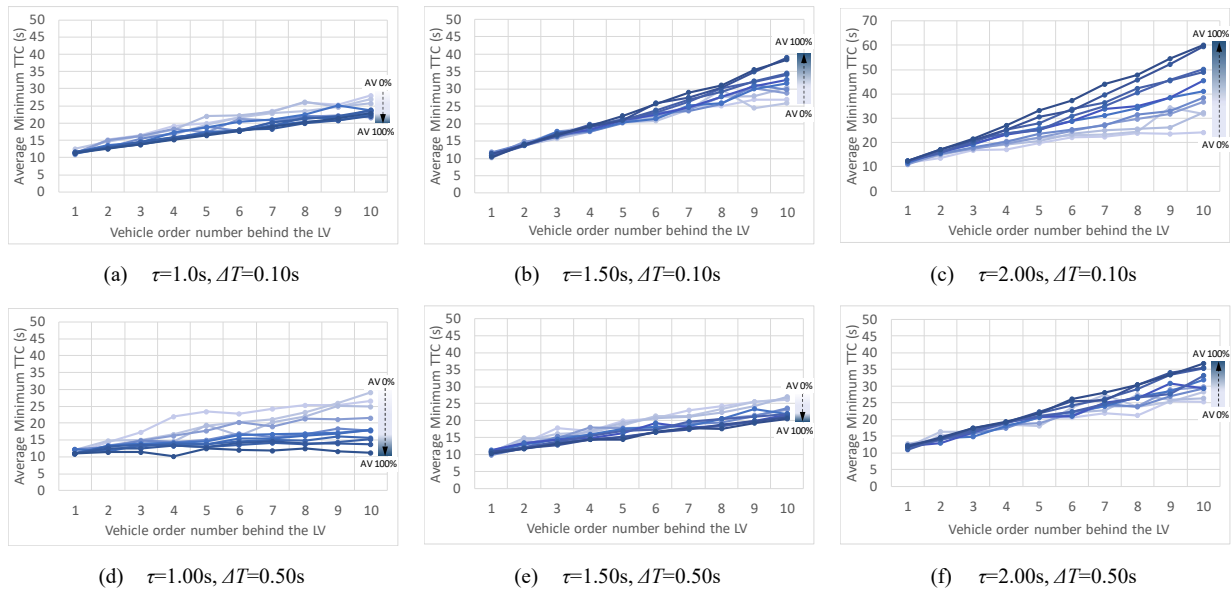 Average Minimum TTC (s)
50
45
40
35
30
25
20
15
10
5
0
1 2 3 4 5 6 7 8 9 10
Vehicle order number behind the LV
AV 0%
AV 100%
(a) τ=1.0s, ΔT=0.10s
Average Minimum TTC (s)
50
45
40
35
30
25
20
15
10
5
0
1 2 3 4 5 6 7 8 9 10
Vehicle order number behind the LV
AV 100%
AV 0%
(b) τ=1.50s, ΔT=0.10s
Average Minimum TTC (s)
70
60
50
40
30
20
10
0
1 2 3 4 5 6 7 8 9 10
Vehicle order number behind the LV
AV 100%
AV 0%
(c) τ=2.00s, ΔT=0.10s
Average Minimum TTC (s)
50
45
40
35
30
25
20
15
10
5
0
1 2 3 4 5 6 7 8 9 10
Vehicle order number behind the LV
AV 0%
AV 100%
(d) τ=1.00s, ΔT=0.50s
Average Minimum TTC (s)
50
45
40
35
30
25
20
15
10
5
0
1 2 3 4 5 6 7 8 9 10
Vehicle order number behind the LV
AV 0%
AV 100%
(e) τ=1.50s, ΔT=0.50s
Average Minimum TTC (s)
50
45
40
35
30
25
20
15
10
5
0
1 2 3 4 5 6 7 8 9 10
Vehicle order number behind the LV
AV 100%
AV 0%
(f) τ=2.00s, ΔT=0.50s